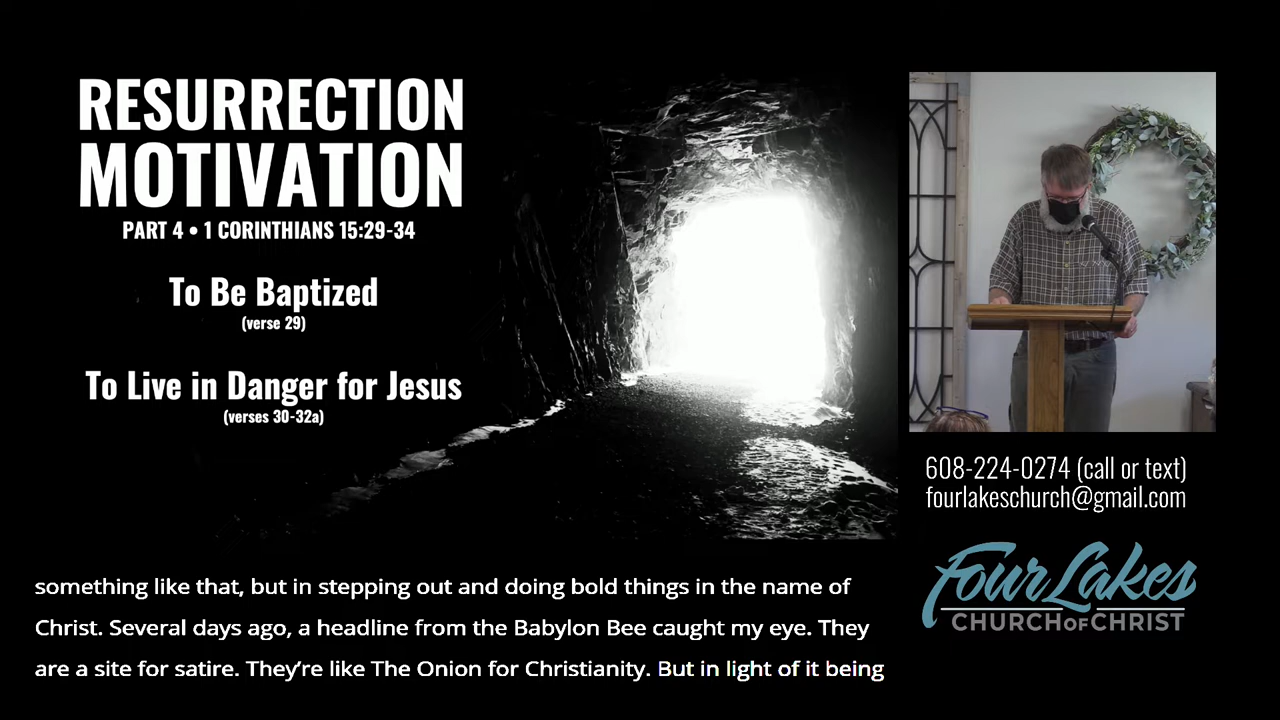 RESURRECTION
MOTIVATION
PART 4 • 1 CORINTHIANS 15:29-34
To Be Baptized
(verse 29)
To Live in Danger for Jesus
(verses 30-32a)
608-224-0274 (call or text)
fourlakeschurch@gmail.com
Four Lakes
CHURCH OF CHRIST
something like that, but in stepping out and doing bold things in the name of
Christ. Several days ago, a headline from the Babylon Bee caught my eye. They
are a site for satire. They’re like The Onion for Christianity. But in light of it being